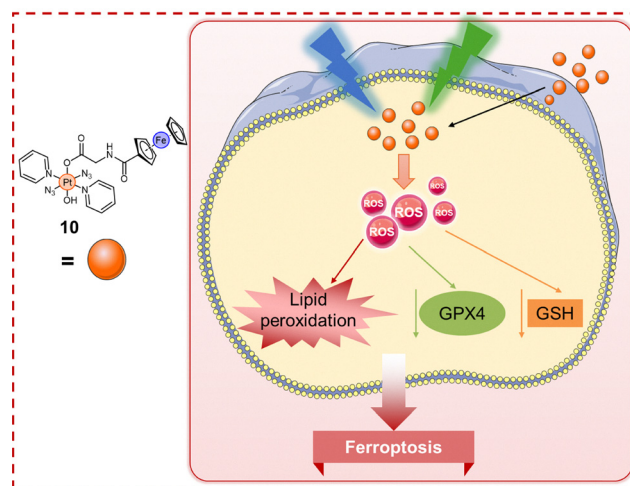 Fe
O
H
N
O
O
N
N₃
Pt
N₃
N
OH
10
=
ROS
ROS
ROS
ROS
ROS
Lipid
peroxidation
GPX4
GSH
Ferroptosis